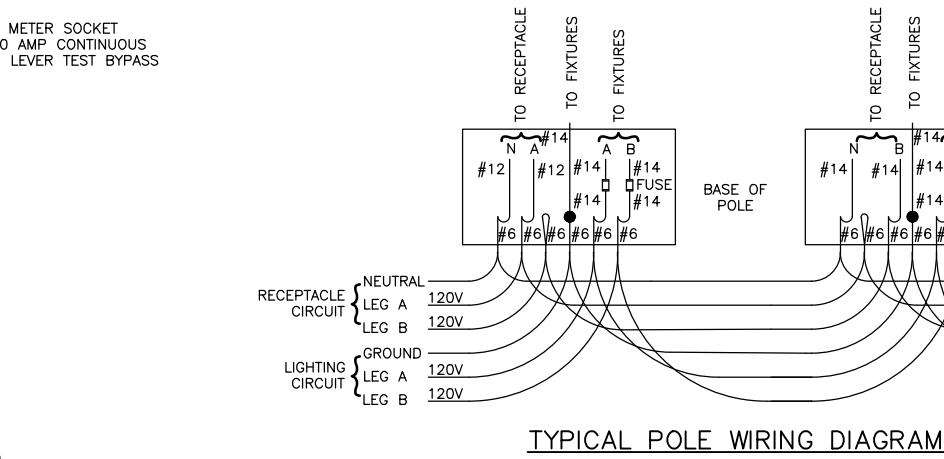 METER SOCKET
0 AMP CONTINUOUS
LEVER TEST BYPASS
TO RECEPTACLE
TO FIXTURES
TO FIXTURES
N A #14
A B
#12 #12 #14 #14
FUSE
#14 #14
#6 #6 #6 #6 #6 #6
BASE OF
POLE
TO RECEPTACLE
TO FIXTURES
N B #14
#14 #14 #14
#14
#6 #6 #6 #6 #6
RECEPTACLE
CIRCUIT
NEUTRAL
LEG A 120V
LEG B 120V
LIGHTING
CIRCUIT
GROUND
LEG A 120V
LEG B 120V
TYPICAL POLE WIRING DIAGRAM